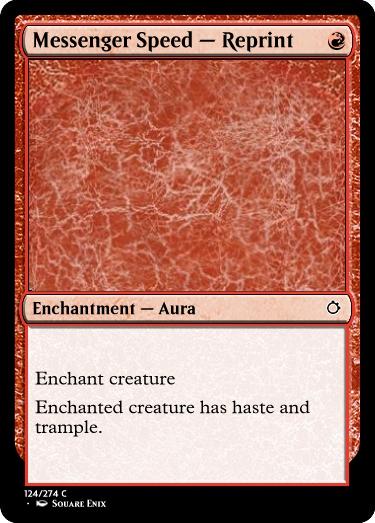 Messenger Speed — Reprint
Enchantment — Aura
Enchant creature
Enchanted creature has haste and
trample.
124/274 C
· Square Enix